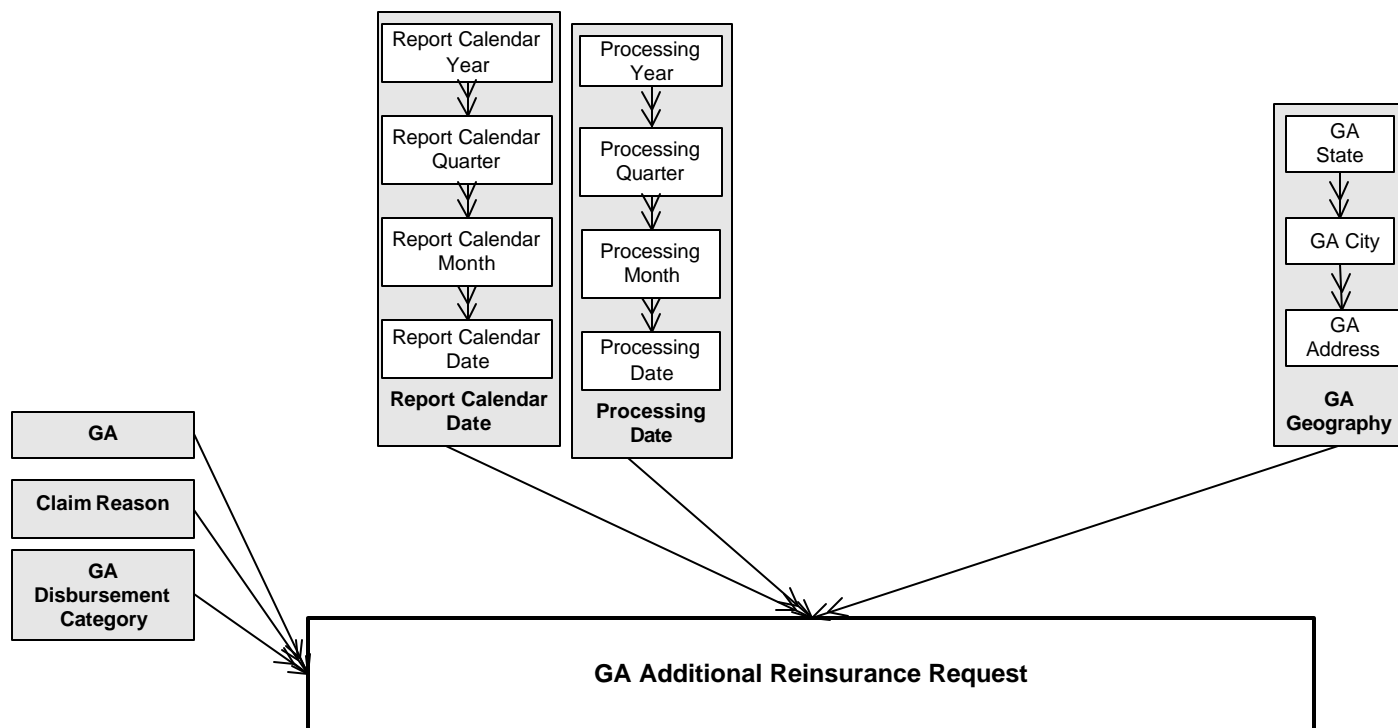 Report Calendar
Year
Report Calendar
Quarter
Report Calendar
Month
Report Calendar
Date
Report Calendar
Date
Processing
Year
Processing
Quarter
Processing
Month
Processing
Date
Processing
Date
GA
State
GA City
GA
Address
GA
Geography
GA
Claim Reason
GA
Disbursement
Category
GA Additional Reinsurance Request